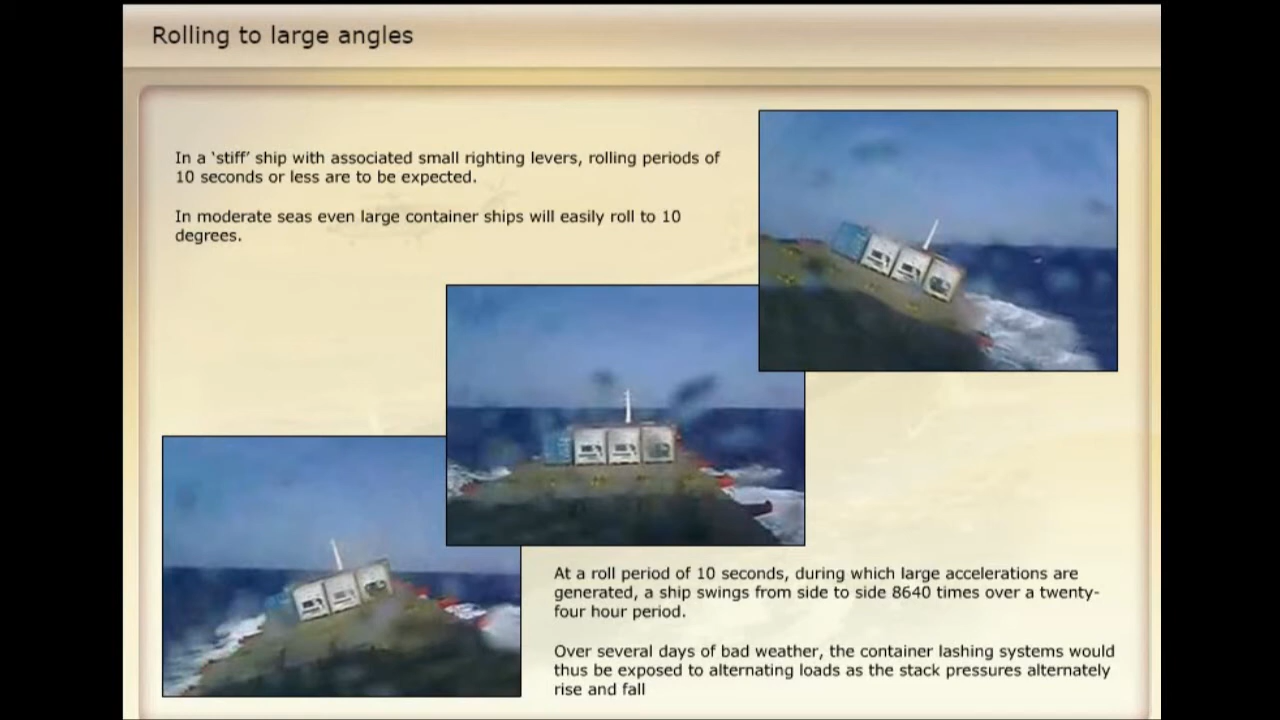 Rolling to large angles
In a ‘stiff’ ship with associated small righting levers, rolling periods of
10 seconds or less are to be expected.
In moderate seas even large container ships will easily roll to 10
degrees.
At a roll period of 10 seconds, during which large accelerations are
generated, a ship swings from side to side 8640 times over a twenty-
four hour period.
Over several days of bad weather, the container lashing systems would
thus be exposed to alternating loads as the stack pressures alternately
rise and fall